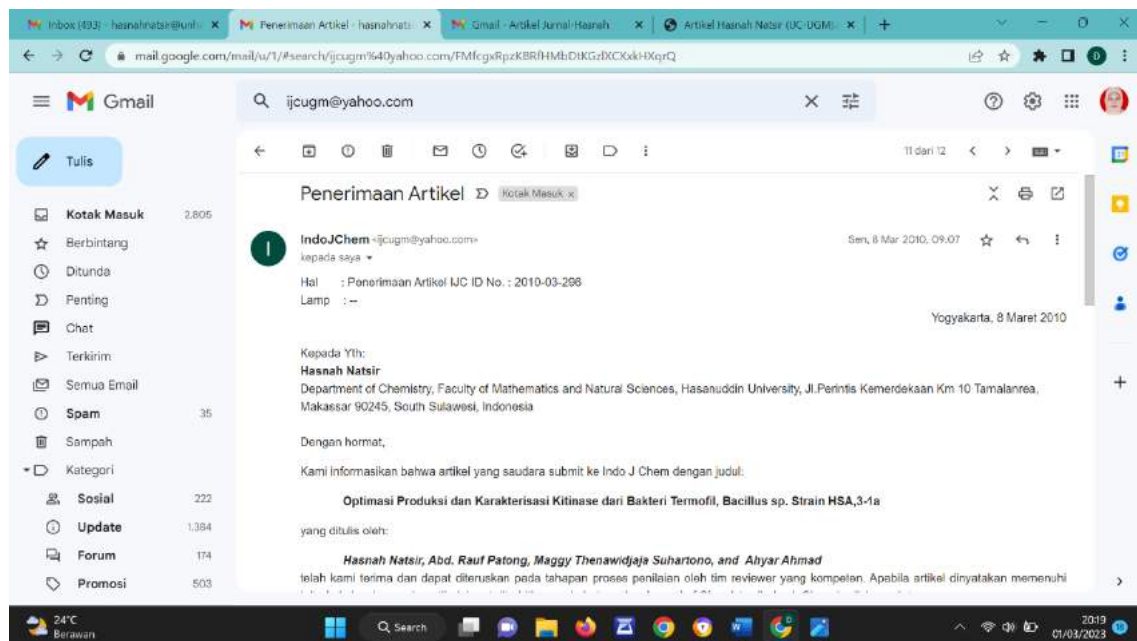 Inbox (493) - hasnahnatsir@unh
Penerimaan Artikel - hasnahnats
Gmail - Artikel Jurnal-Hasnah
Artikel Hasnah Natsir (IJC-UGM)
mail.google.com/mail/u/1/#search/ijcugm%40yahoo.com/
Gmail
ijcugm@yahoo.com
Tulis
11 dari 12
Kotak Masuk 2.805
Berbintang
Ditunda
Penting
Chat
Terkirim
Semua Email
Spam 35
Sampah
Kategori
Sosial 222
Update 1.384
Forum 174
Promosi 503
Penerimaan Artikel Kotak Masuk x
IndoJChem <ijcugm@yahoo.com> Sen, 8 Mar 2010, 09.07
kepada saya
Hal : Penerimaan Artikel IJC ID No. : 2010-03-296
Lamp : --
Yogyakarta, 8 Maret 2010
Kepada Yth:
Hasnah Natsir
Department of Chemistry, Faculty of Mathematics and Natural Sciences, Hasanuddin University, Jl.Perintis Kemerdekaan Km 10 Tamalanrea,
Makassar 90245, South Sulawesi, Indonesia
Dengan hormat,
Kami informasikan bahwa artikel yang saudara submit ke Indo J Chem dengan judul:
Optimasi Produksi dan Karakterisasi Kitinase dari Bakteri Termofil, Bacillus sp. Strain HSA,3-1a
yang ditulis oleh:
Hasnah Natsir, Abd. Rauf Patong, Maggy Thenawidjaja Suhartono, and Ahyar Ahmad
telah kami terima dan dapat diteruskan pada tahapan proses penilaian oleh tim reviewer yang kompeten. Apabila artikel dinyatakan memenuhi
24°C
Berawan
Search
20:19
01/03/2023